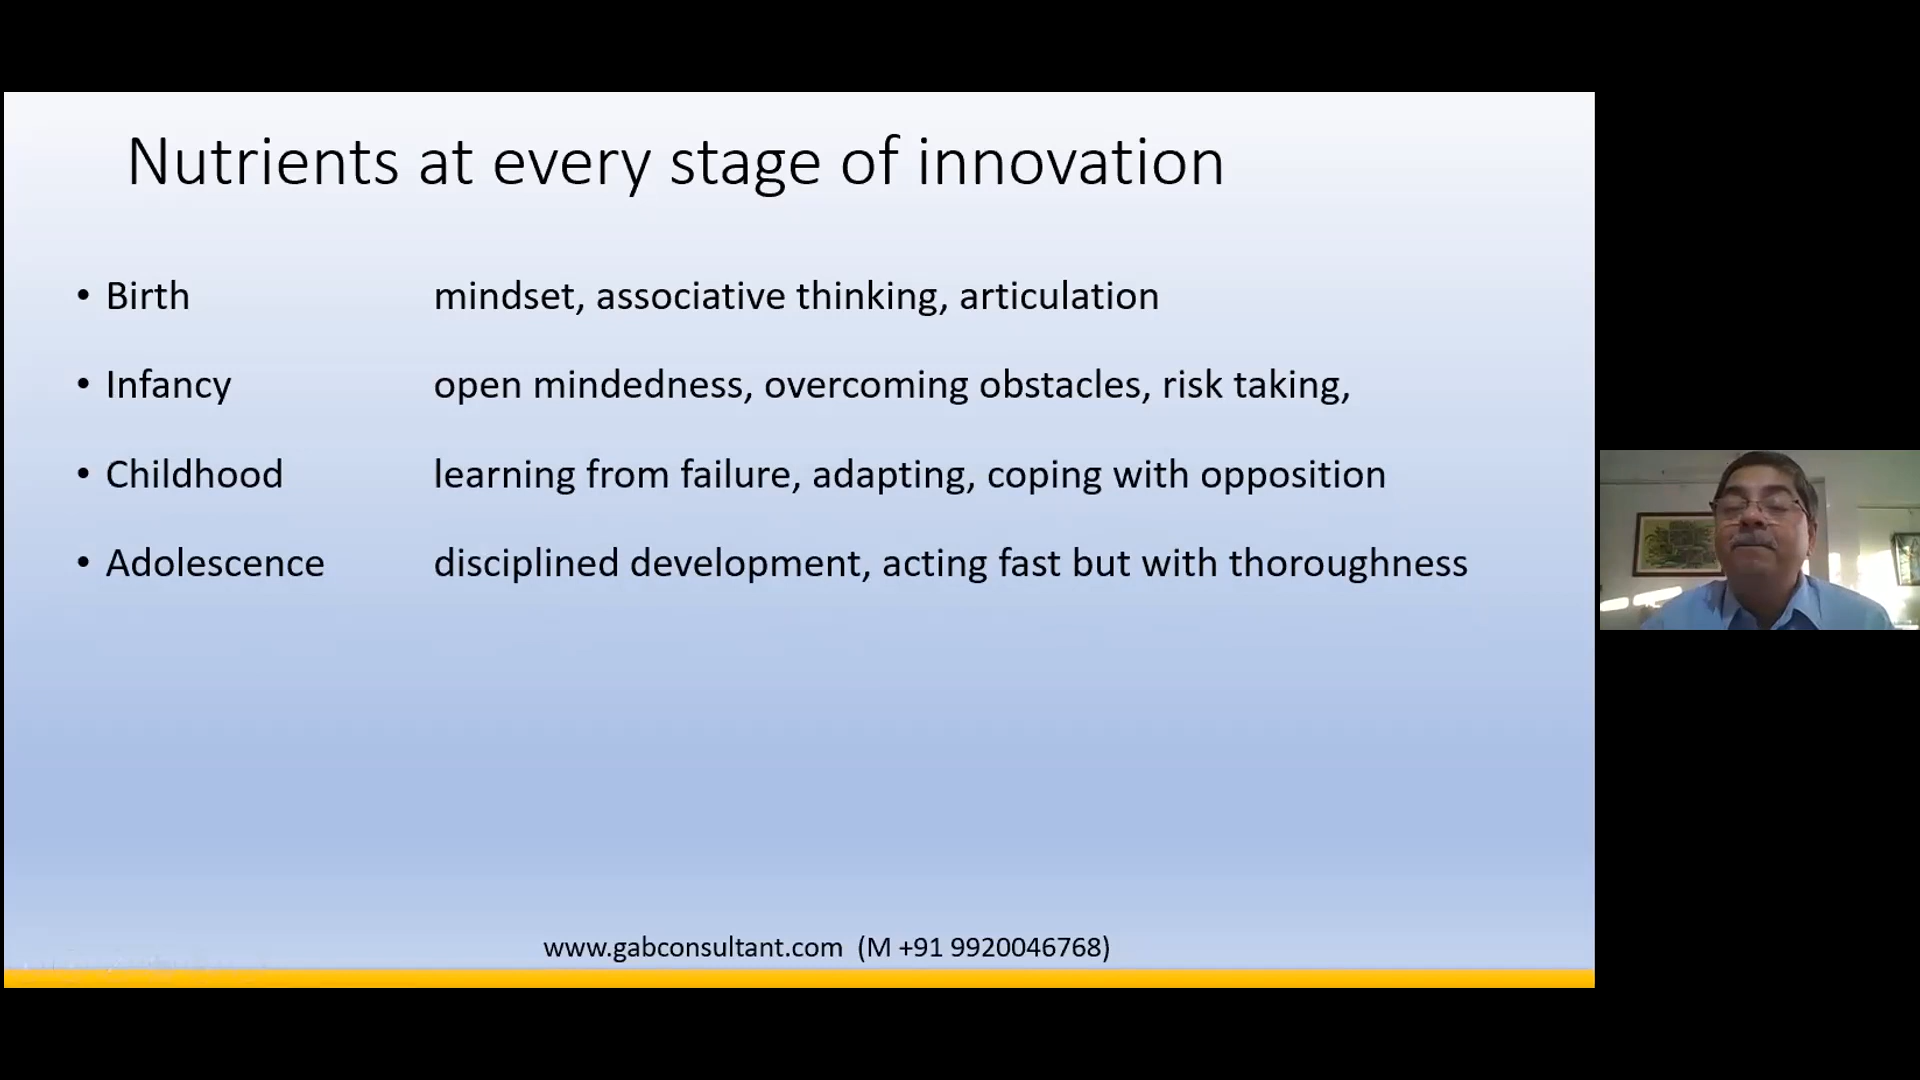 Nutrients at every stage of innovation
• Birth mindset, associative thinking, articulation
• Infancy open mindedness, overcoming obstacles, risk taking,
• Childhood learning from failure, adapting, coping with opposition
• Adolescence disciplined development, acting fast but with thoroughness
www.gabconsultant.com (M +91 9920046768)